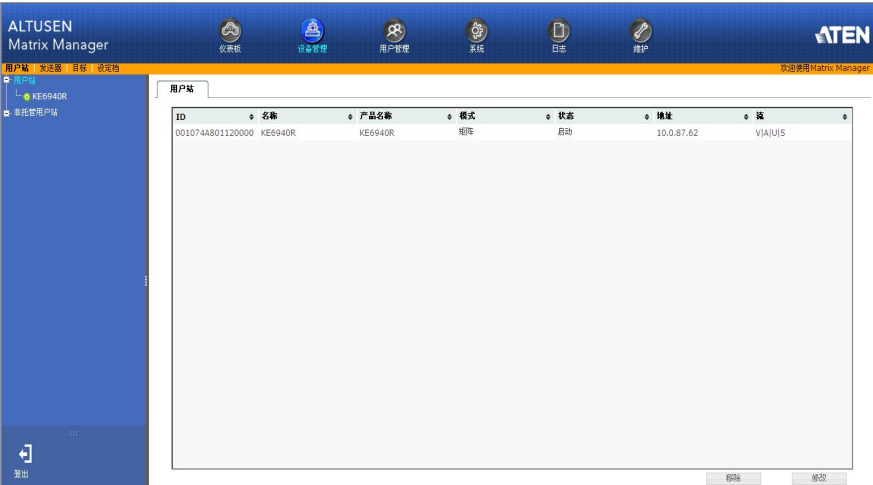 ALTUSEN
Matrix Manager
仪表板 设备管理 用户管理 系统 日志 维护
ATEN
用户站 发送器 目标 设定档
欢迎使用Matrix Manager
用户站
KE6940R
非托管用户站
用户站
ID 名称 产品名称 模式 状态 地址 流
001074A801120000 KE6940R KE6940R 矩阵 启动 10.0.87.62 V|A|U|S
登出
移除 修改